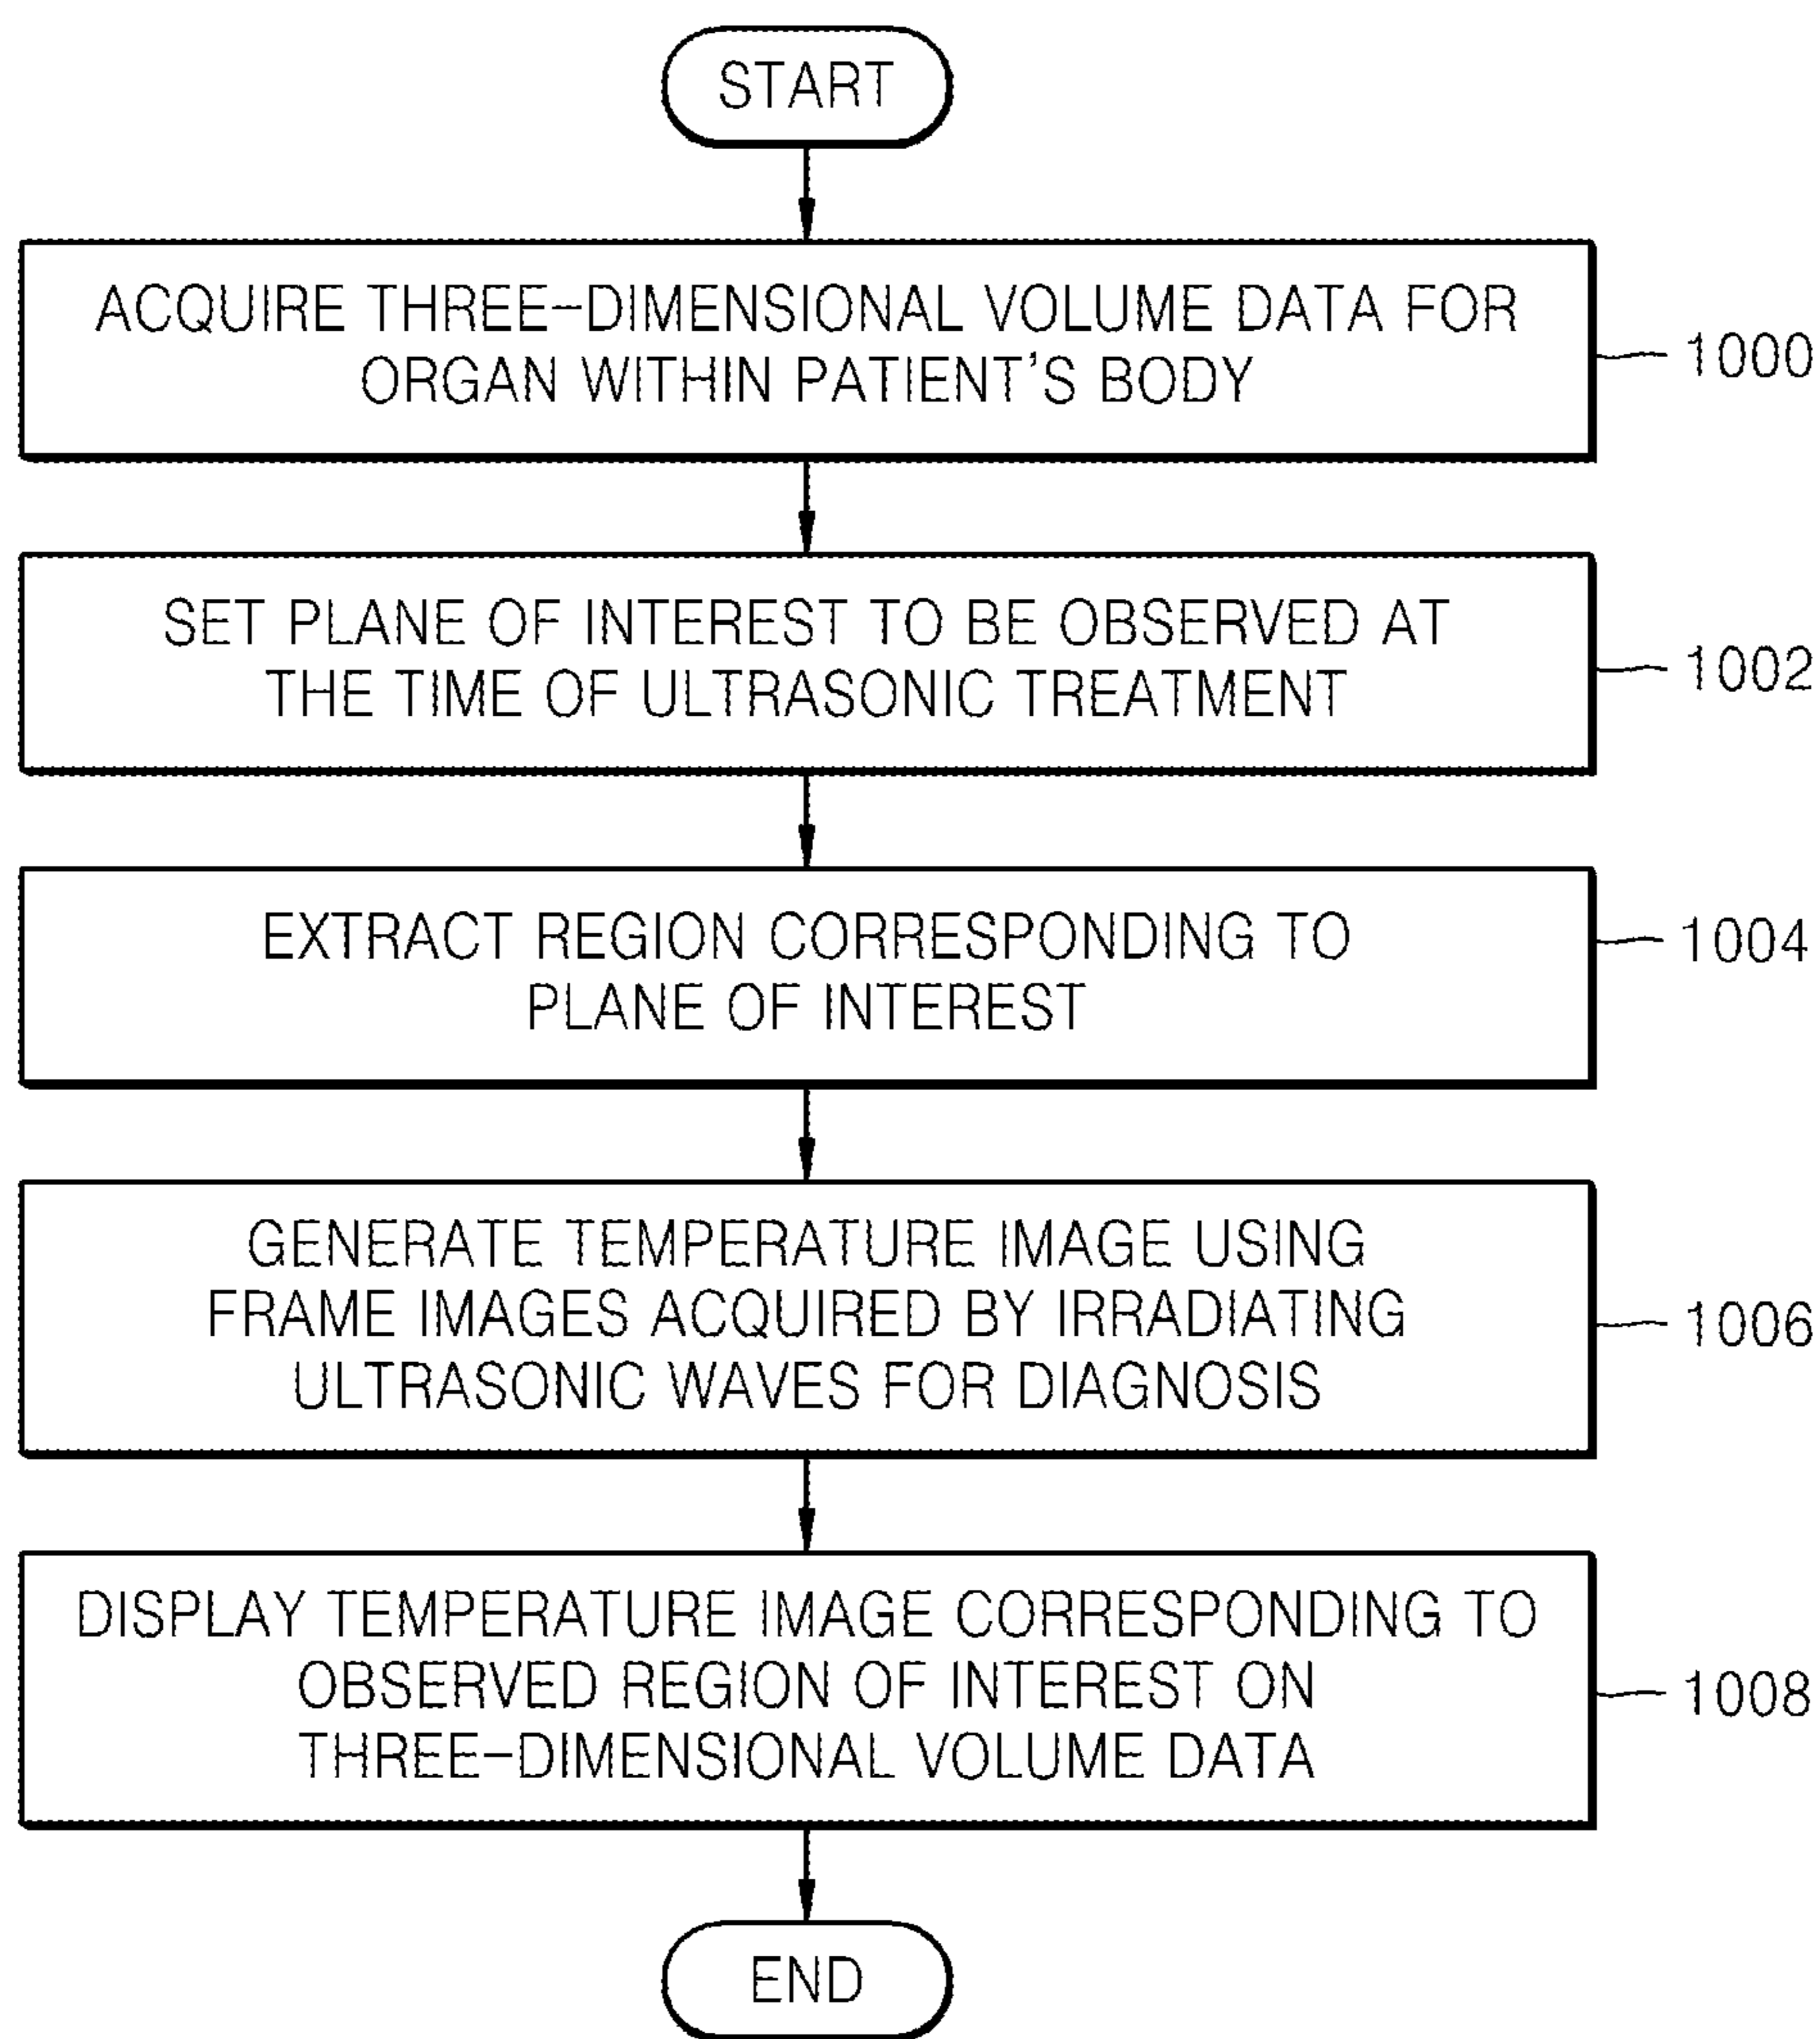 START
ACQUIRE THREE-DIMENSIONAL VOLUME DATA FOR
ORGAN WITHIN PATIENT'S BODY
1000
SET PLANE OF INTEREST TO BE OBSERVED AT
THE TIME OF ULTRASONIC TREATMENT
1002
EXTRACT REGION CORRESPONDING TO
PLANE OF INTEREST
1004
GENERATE TEMPERATURE IMAGE USING
FRAME IMAGES ACQUIRED BY IRRADIATING
ULTRASONIC WAVES FOR DIAGNOSIS
1006
DISPLAY TEMPERATURE IMAGE CORRESPONDING TO
OBSERVED REGION OF INTEREST ON
THREE-DIMENSIONAL VOLUME DATA
1008
END